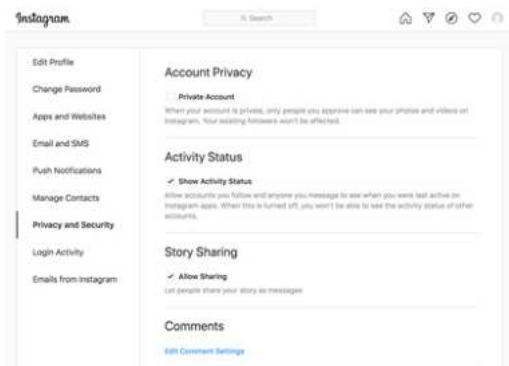 Instagram
Search
Edit Profile
Change Password
Apps and Websites
Email and SMS
Push Notifications
Manage Contacts
Privacy and Security
Login Activity
Emails from Instagram
Account Privacy
Private Account
When your account is private, only people you approve can see your photos and videos on
Instagram. Your existing followers won't be affected.
Activity Status
Show Activity Status
Allow accounts you follow and anyone you message to see when you were last active on
Instagram apps. When this is turned off, you won't be able to see the activity status of other
accounts.
Story Sharing
Allow Sharing
Let people share your story as messages
Comments
Edit Comment Settings